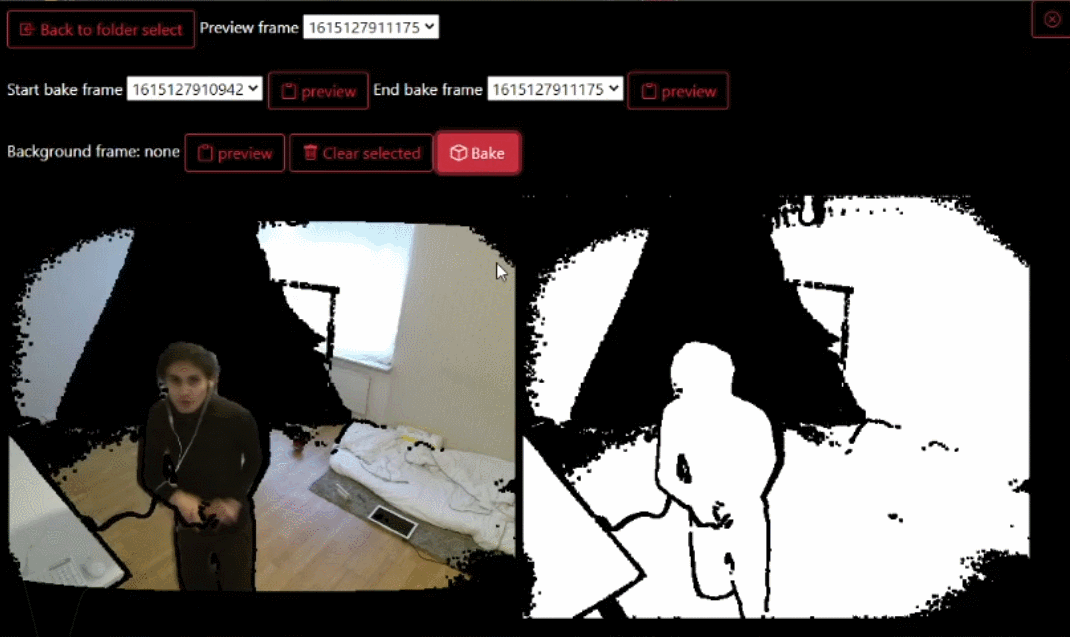 Back to folder select Preview frame 1615127911175
Start bake frame 1615127910942 preview End bake frame 1615127911175 preview
Background frame: none preview Clear selected Bake